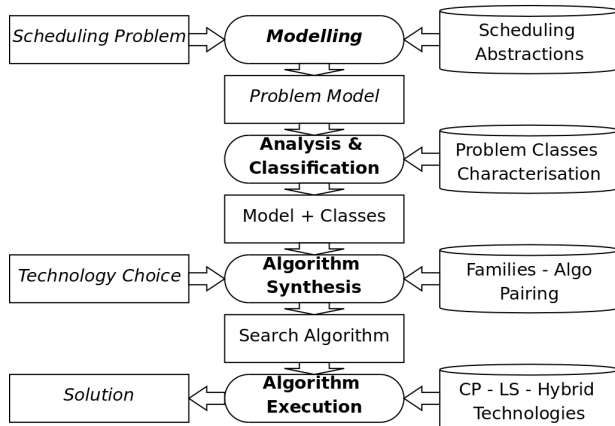 Scheduling Problem
Modelling
Scheduling
Abstractions
Problem Model
Analysis &
Classification
Problem Classes
Characterisation
Model + Classes
Technology Choice
Algorithm
Synthesis
Families - Algo
Pairing
Search Algorithm
Solution
Algorithm
Execution
CP - LS - Hybrid
Technologies